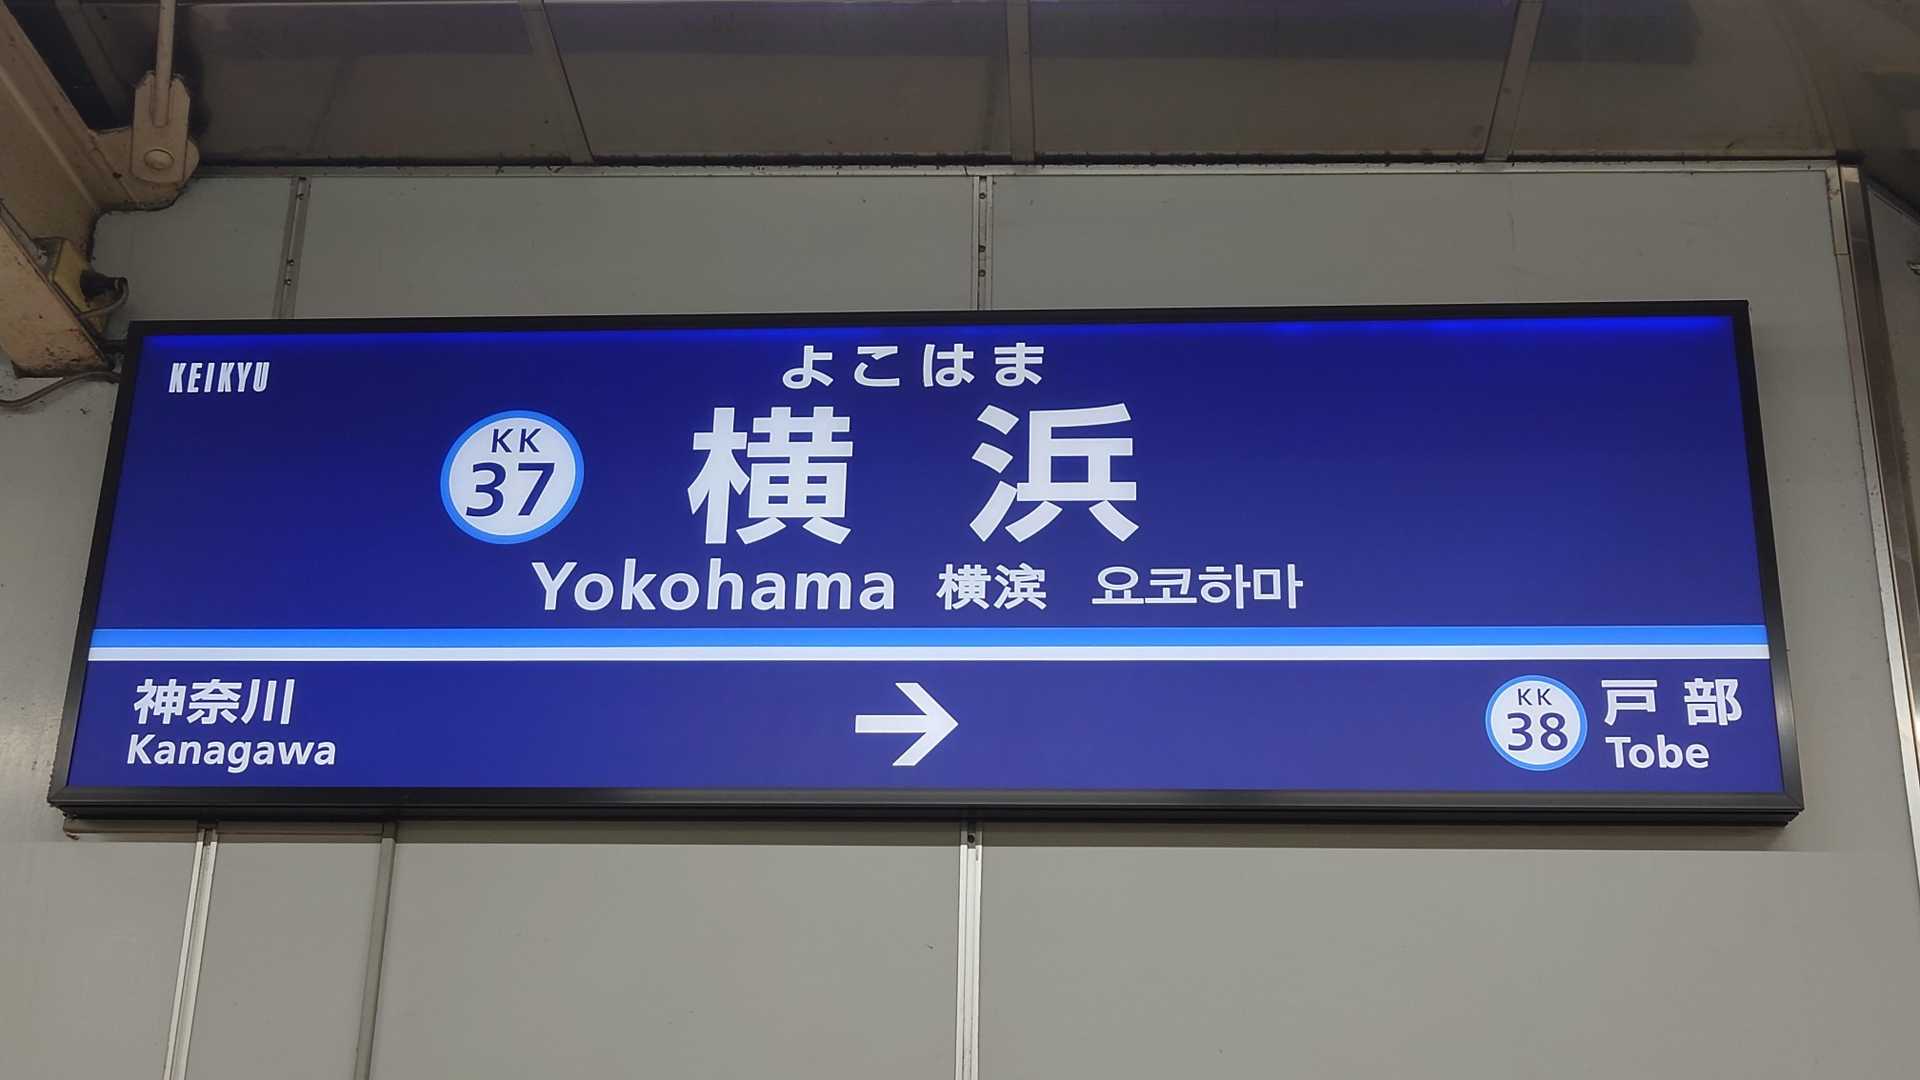 KEIKYU
よこはま
KK
37
横浜
Yokohama 横滨 요코하마
神奈川
Kanagawa
→
KK
38
戸部
Tobe